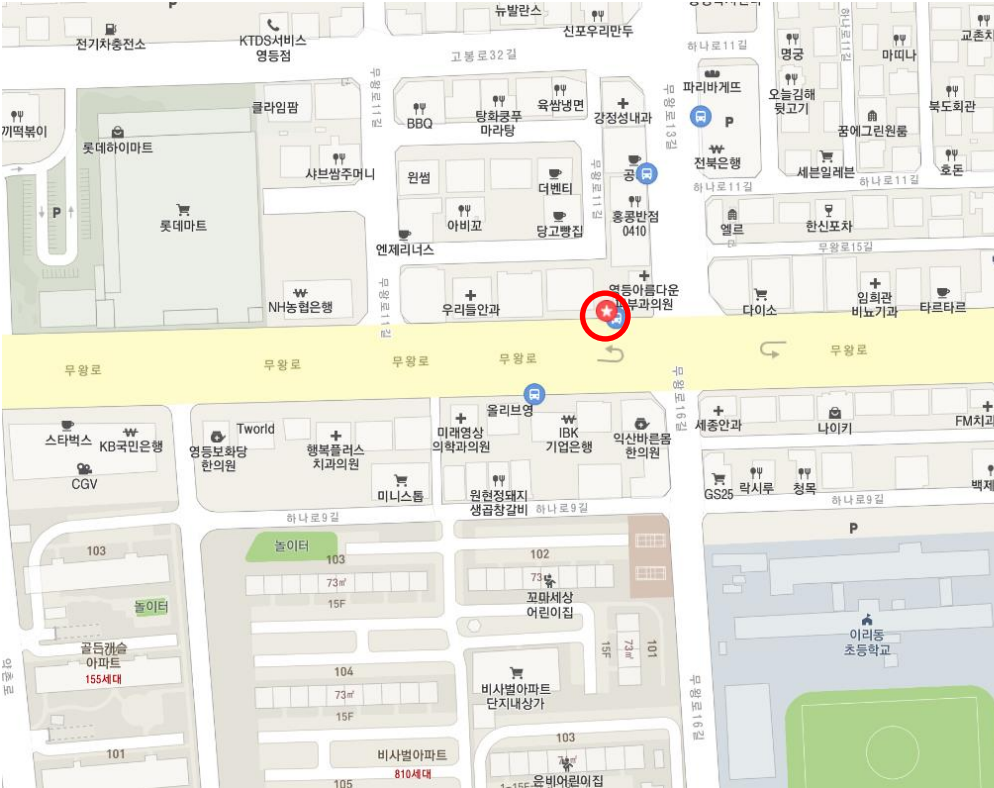 P
뉴발란스
신포우리만두
전기차충전소
KTDS서비스
영등점
고봉로32길
하나로11길
명궁
하나로11길
마띠나
교촌치
클라임팜
무왕로11길
BBQ
탕화쿵푸
마라탕
육쌈냉면
강정성내과
무왕로13길
파리바게뜨
P
오늘김해
뒷고기
북도회관
끼떡볶이
롯데하이마트
꿈에그린원룸
샤브쌈주머니
윈썸
더벤티
무왕로11길
공
전북은행
세븐일레븐
호돈
하나로11길
하나로11길
P
롯데마트
아비꼬
당고빵집
홍콩반점
0410
엘르
한신포차
무왕로15길
엔제리너스
NH농협은행
무왕로11길
우리들안과
영등아름다운
피부과의원
다이소
임희관
비뇨기과
타르타르
무왕로
무왕로
무왕로
무왕로
무왕로
무왕로16길
스타벅스
KB국민은행
CGV
영등보화당
한의원
Tworld
행복플러스
치과의원
미니스톱
미래영상
의학과의원
올리브영
IBK
기업은행
익산바른몸
한의원
세종안과
나이키
FM치과
원현정돼지
생곱창갈비
GS25
락시루
청목
백제
하나로9길
하나로9길
하나로9길
P
103
놀이터
103
73㎡
15F
102
73
꼬마세상
어린이집
놀이터
골든캐슬
아파트
155세대
약촌로
101
104
73㎡
15F
15F
73㎡
101
비사벌아파트
단지내상가
무왕로16길
이리동
초등학교
비사벌아파트
810세대
105
103
은비어린이집